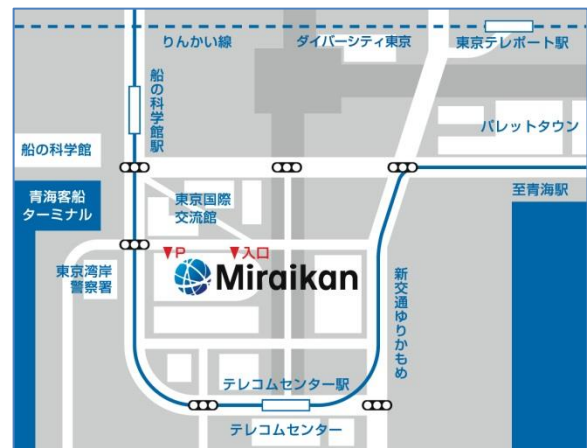 りんかい線
ダイバーシティ東京
東京テレポート駅
船の科学館駅
パレットタウン
船の科学館
青海客船
ターミナル
東京国際
交流館
至青海駅
▼P
▼入口
Miraikan
東京湾岸
警察署
新交通ゆりかもめ
テレコムセンター駅
テレコムセンター